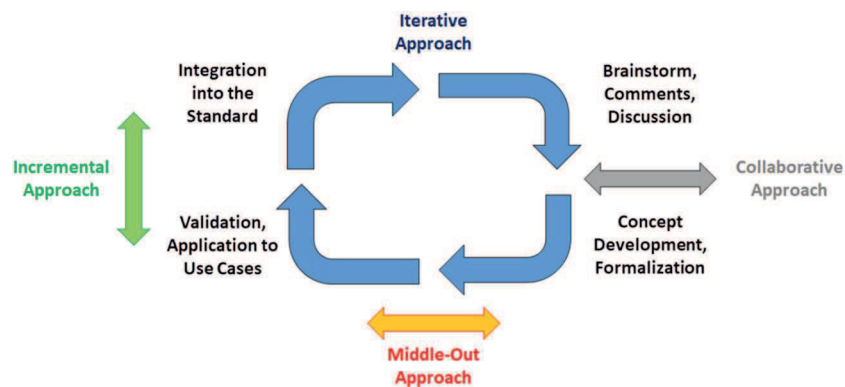 Iterative
Approach
Integration
into the
Standard
Brainstorm,
Comments,
Discussion
Incremental
Approach
Collaborative
Approach
Validation,
Application to
Use Cases
Concept
Development,
Formalization
Middle-Out
Approach